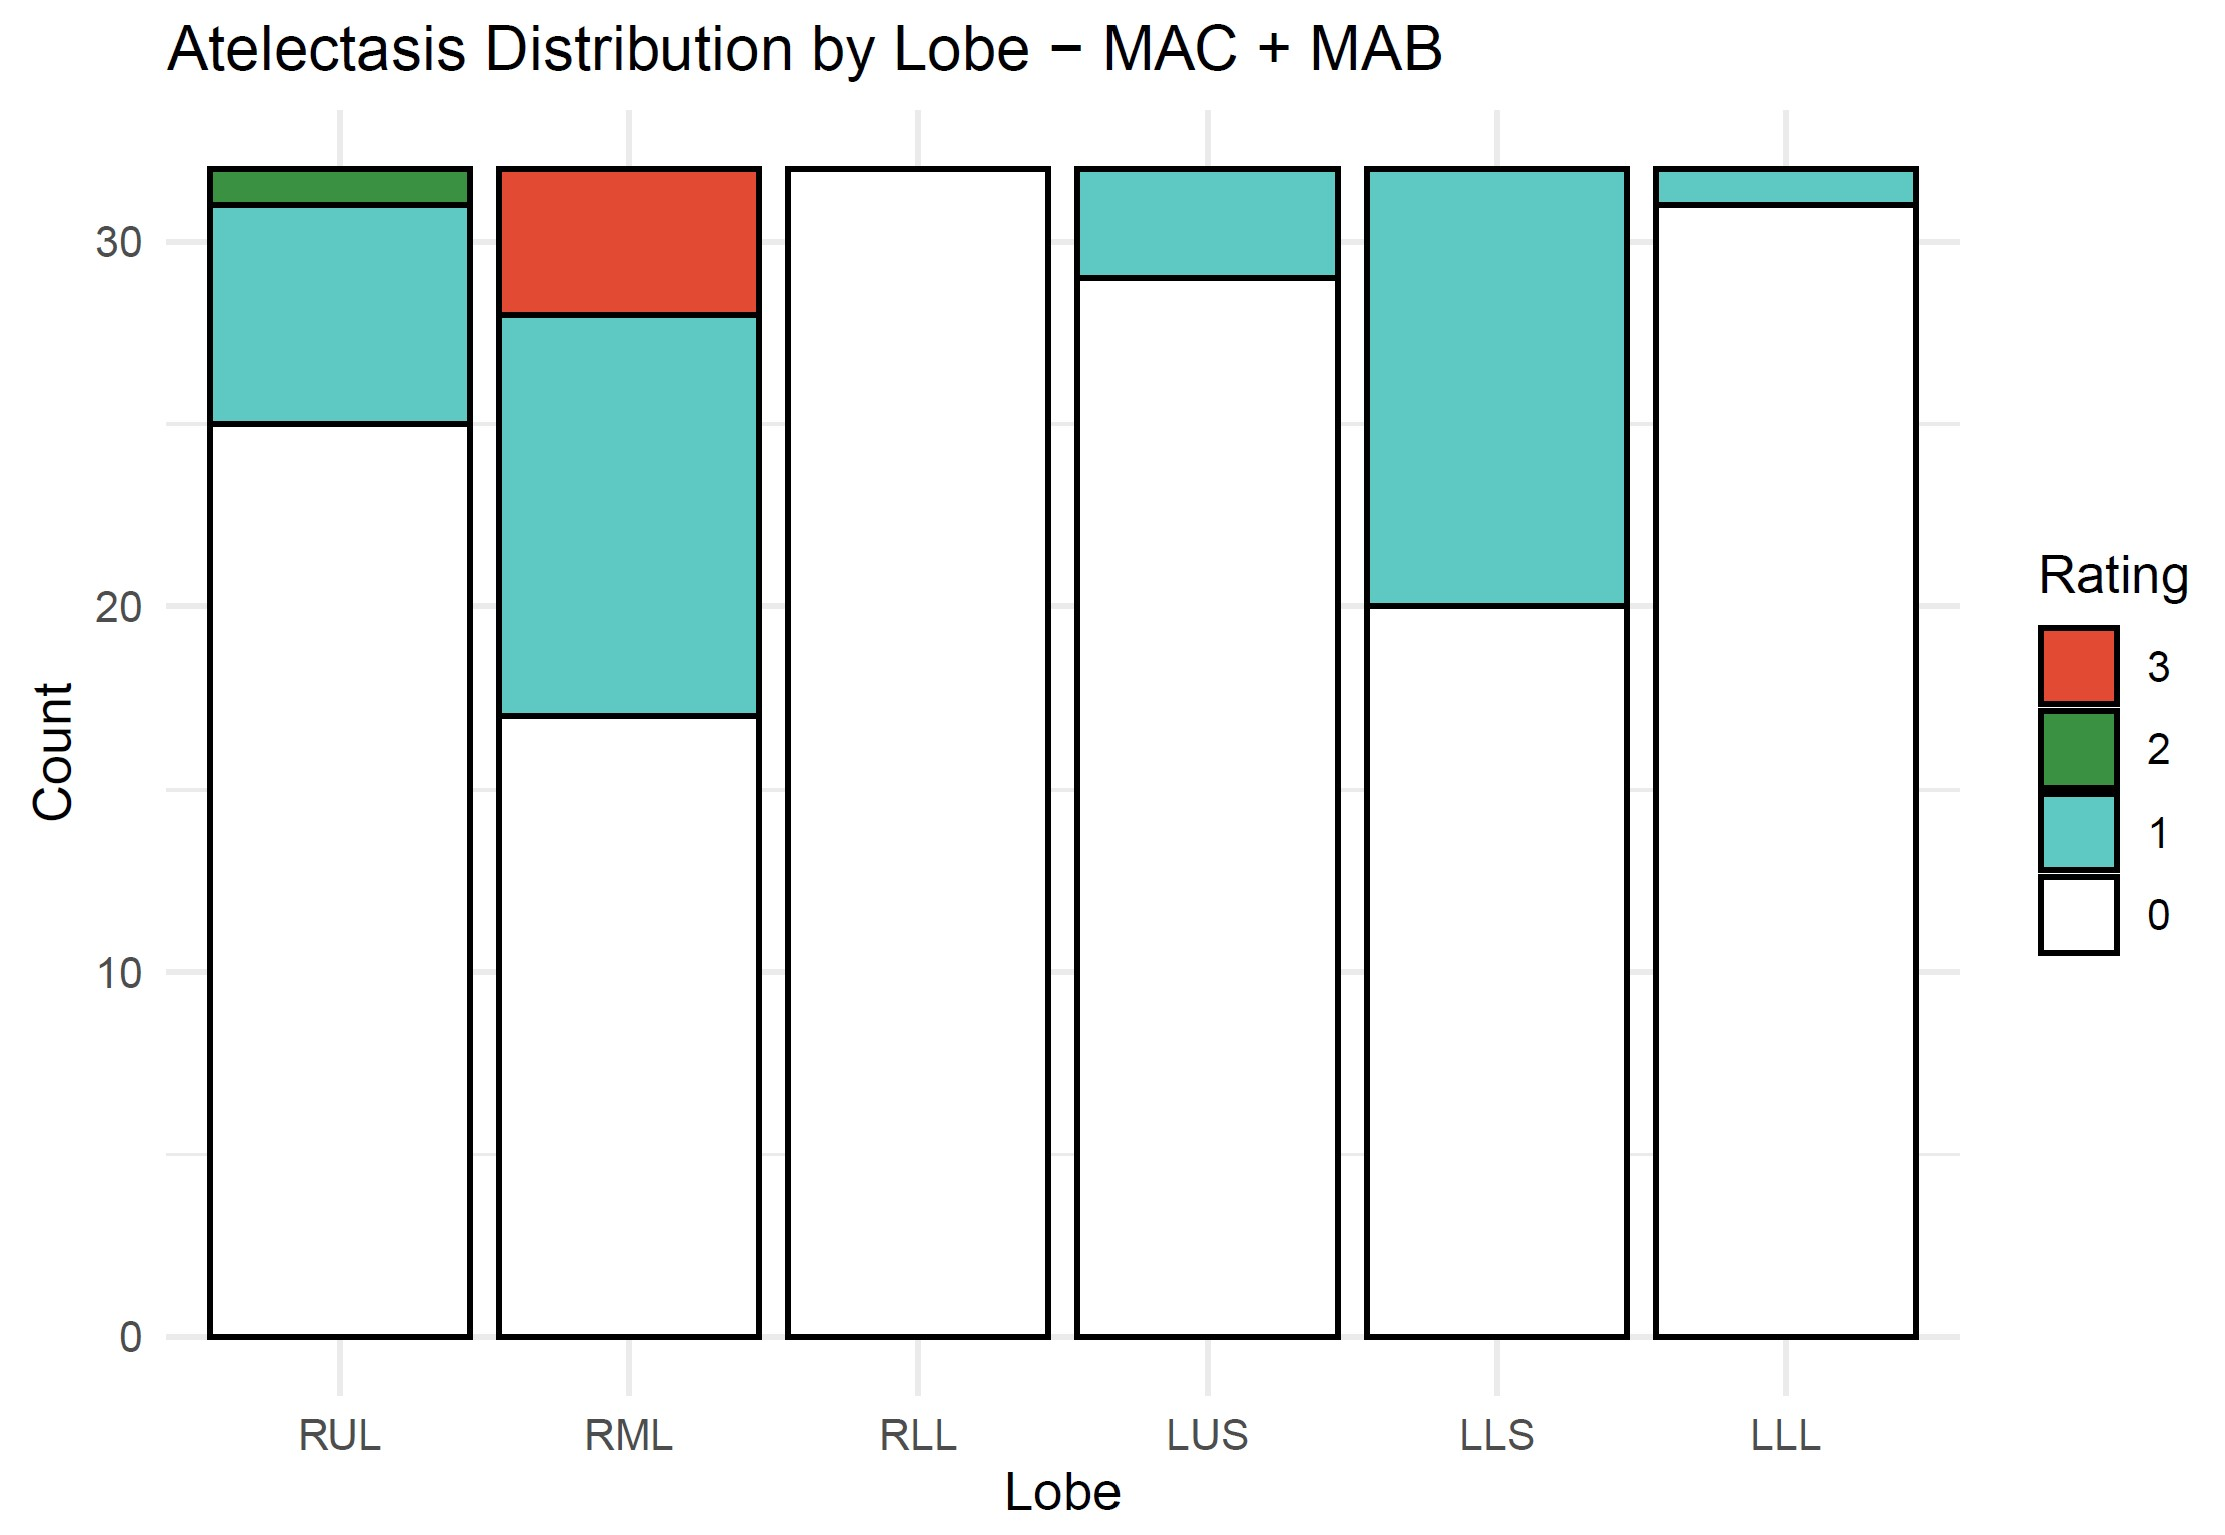 Atelectasis Distribution by Lobe − MAC + MAB
30
20
10
0
Count
RUL RML RLL LUS LLS LLL
Lobe
Rating
3
2
1
0